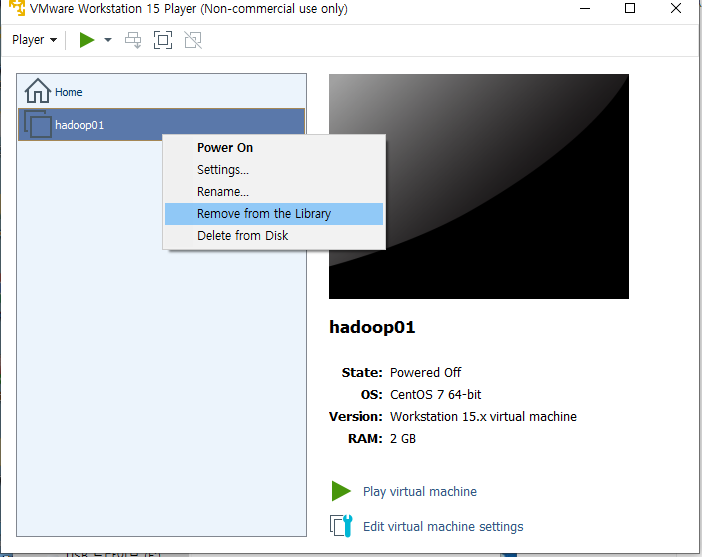 VMware Workstation 15 Player (Non-commercial use only)
Player
Home
hadoop01
Power On
Settings...
Rename...
Remove from the Library
Delete from Disk
hadoop01
State: Powered Off
OS: CentOS 7 64-bit
Version: Workstation 15.x virtual machine
RAM: 2 GB
Play virtual machine
Edit virtual machine settings